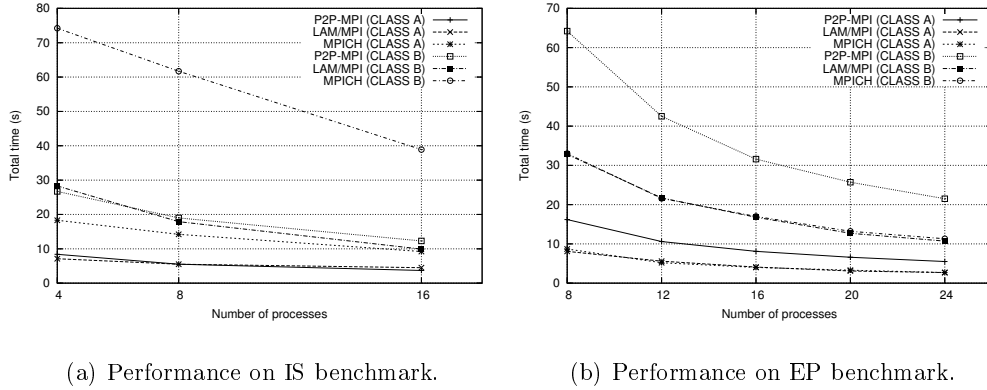 80
70
60
50
40
30
20
10
0
Total time (s)
P2P-MPI (CLASS A)
LAM/MPI (CLASS A)
MPICH (CLASS A)
P2P-MPI (CLASS B)
LAM/MPI (CLASS B)
MPICH (CLASS B)
4
8
16
Number of processes
(a) Performance on IS benchmark.
70
60
50
40
30
20
10
0
Total time (s)
P2P-MPI (CLASS A)
LAM/MPI (CLASS A)
MPICH (CLASS A)
P2P-MPI (CLASS B)
LAM/MPI (CLASS B)
MPICH (CLASS B)
8
12
16
20
24
Number of processes
(b) Performance on EP benchmark.